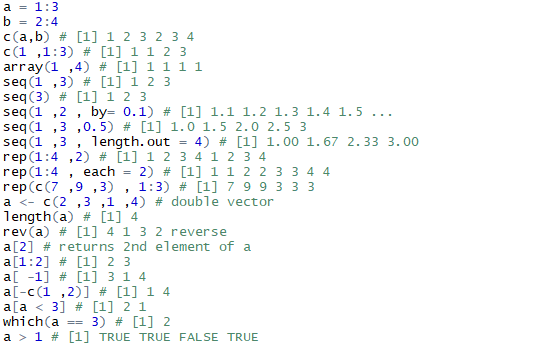 a = 1:3
b = 2:4
c(a,b) # [1] 1 2 3 2 3 4
c(1 ,1:3) # [1] 1 1 2 3
array(1 ,4) # [1] 1 1 1 1
seq(1 ,3) # [1] 1 2 3
seq(3) # [1] 1 2 3
seq(1 ,2 , by= 0.1) # [1] 1.1 1.2 1.3 1.4 1.5 ...
seq(1 ,3 ,0.5) # [1] 1.0 1.5 2.0 2.5 3
seq(1 ,3 , length.out = 4) # [1] 1.00 1.67 2.33 3.00
rep(1:4 ,2) # [1] 1 2 3 4 1 2 3 4
rep(1:4 , each = 2) # [1] 1 1 2 2 3 3 4 4
rep(c(7 ,9 ,3) , 1:3) # [1] 7 9 9 3 3 3
a <- c(2 ,3 ,1 ,4) # double vector
length(a) # [1] 4
rev(a) # [1] 4 1 3 2 reverse
a[2] # returns 2nd element of a
a[1:2] # [1] 2 3
a[ -1] # [1] 3 1 4
a[-c(1 ,2)] # [1] 1 4
a[a < 3] # [1] 2 1
which(a == 3) # [1] 2
a > 1 # [1] TRUE TRUE FALSE TRUE